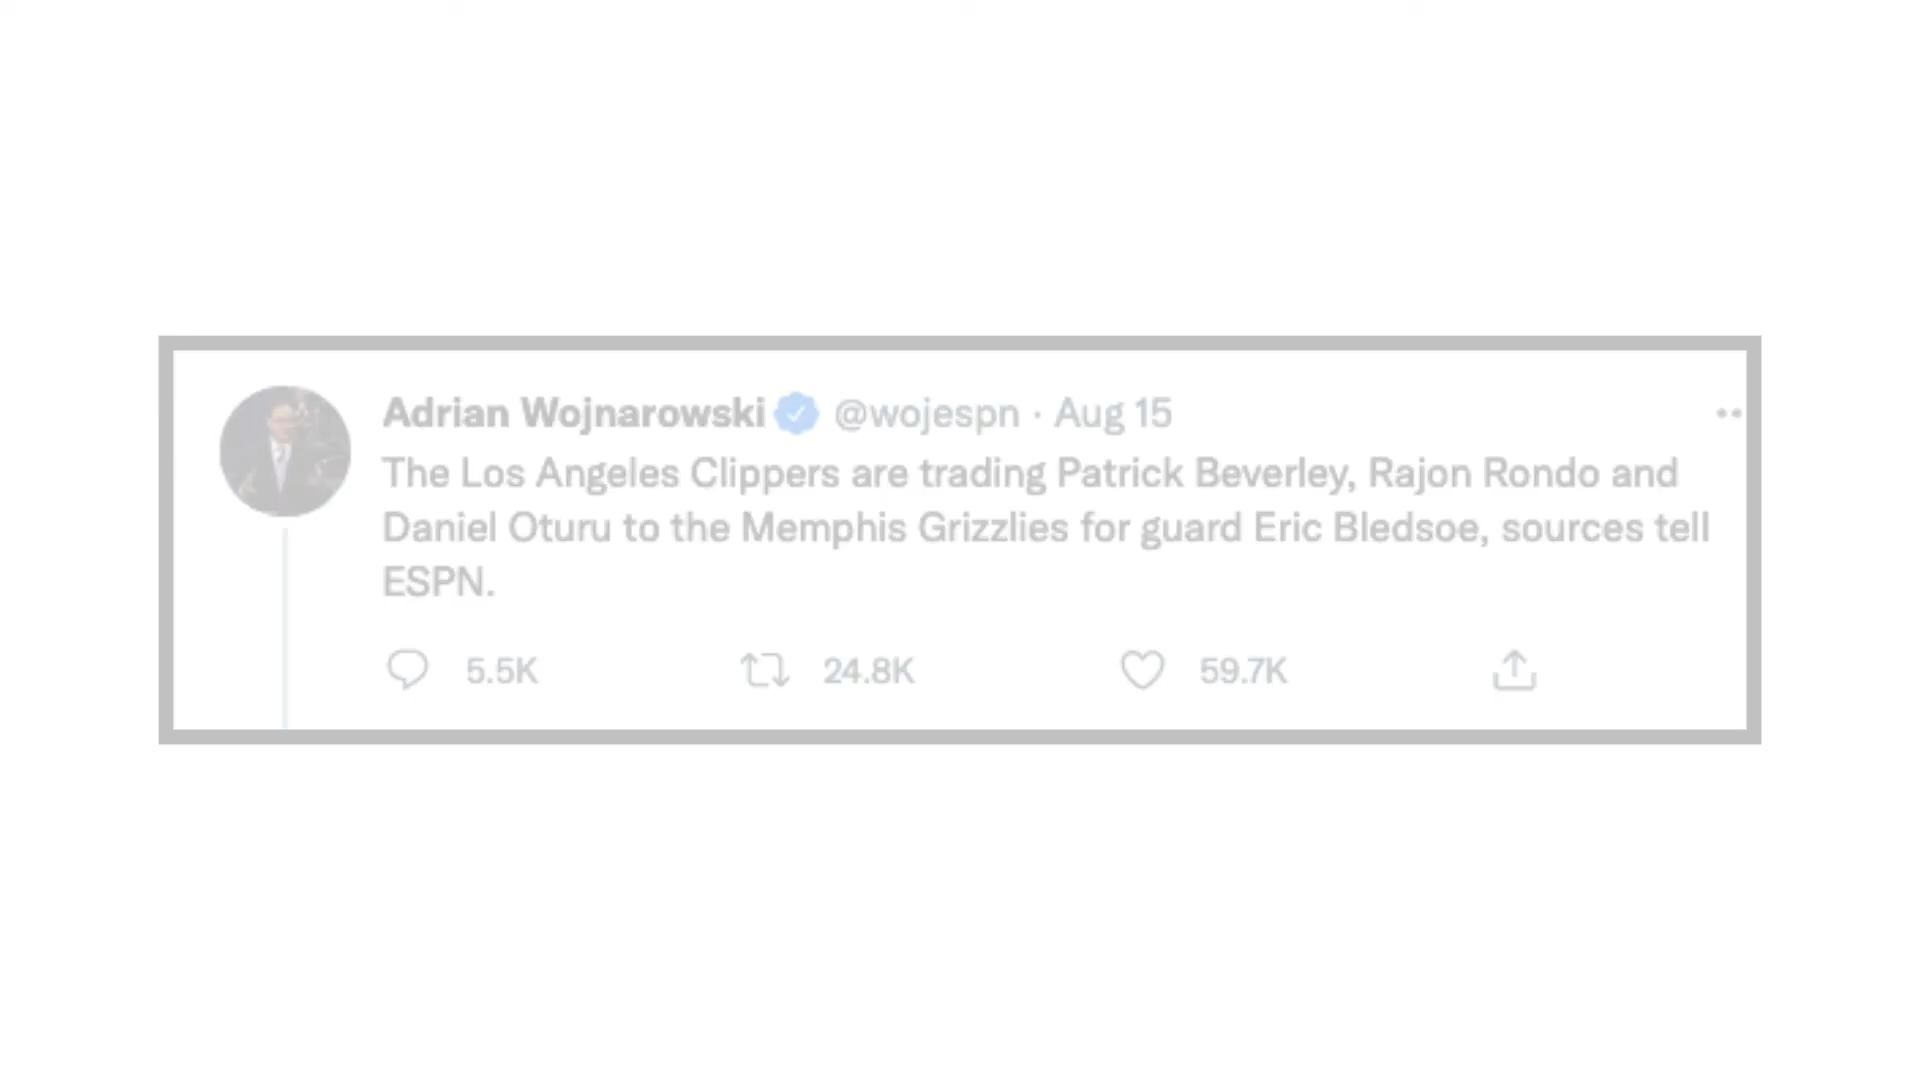 Adrian Wojnarowski @wojespn · Aug 15
The Los Angeles Clippers are trading Patrick Beverley, Rajon Rondo and
Daniel Oturu to the Memphis Grizzlies for guard Eric Bledsoe, sources tell
ESPN.
5.5K 24.8K 59.7K